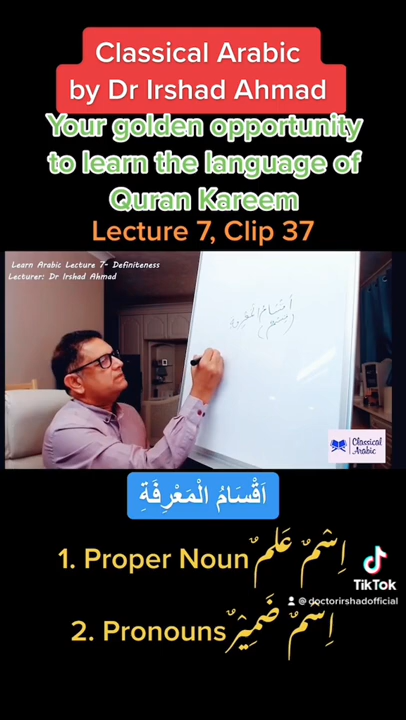 Classical Arabic
by Dr Irshad Ahmad
Your golden opportunity
to learn the language of
Quran Kareem
Lecture 7, Clip 37
Learn Arabic Lecture 7- Definiteness
Lecturer: Dr Irshad Ahmad
أَقْسَامُ الْمَعْرِفَةِ
Classical
Arabic
اَقْسَامُ الْمَعْرِفَةِ
1. Proper Noun اِسْمٌ عَلَمٌ
TikTok
@doctorirshadofficial
2. Pronouns اِسْمٌ ضَمِيْرٌ